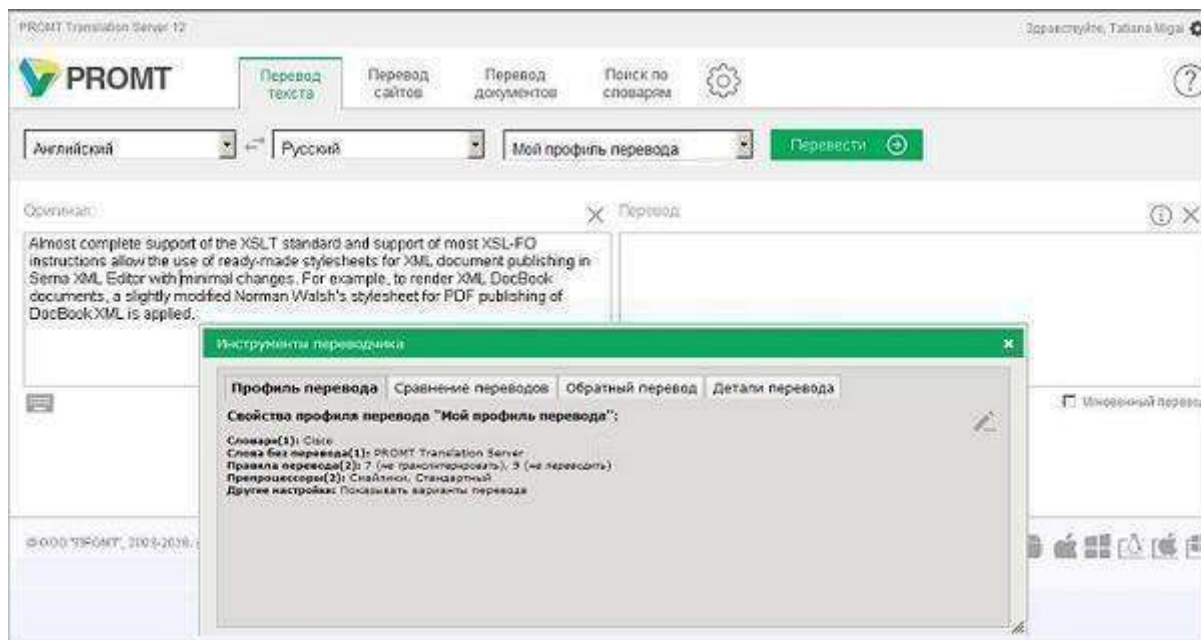 PROMT Translation Server 12
Здравствуйте, Tatiana Migal
PROMT
Перевод текста
Перевод сайтов
Перевод документов
Поиск по словарям
Английский
Русский
Мой профиль перевода
Перевести
Оригинал:
Перевод:
Almost complete support of the XSLT standard and support of most XSL-FO
instructions allow the use of ready-made stylesheets for XML document publishing in
Serna XML Editor with minimal changes. For example, to render XML DocBook
documents, a slightly modified Norman Walsh's stylesheet for PDF publishing of
DocBook XML is applied.
Инструменты переводчика
Профиль перевода Сравнение переводов Обратный перевод Детали перевода
Свойства профиля перевода "Мой профиль перевода":
Словари(1): Cisco
Слова без перевода(1): PROMT Translation Server
Правила перевода(2): 7 (не транслитерировать), 9 (не переводить)
Препроцессоры(2): Смайлики, Стандартный
Другие настройки: Показывать варианты перевода
Мгновенный перевод
© ООО "ПРОМТ", 2003-2016.